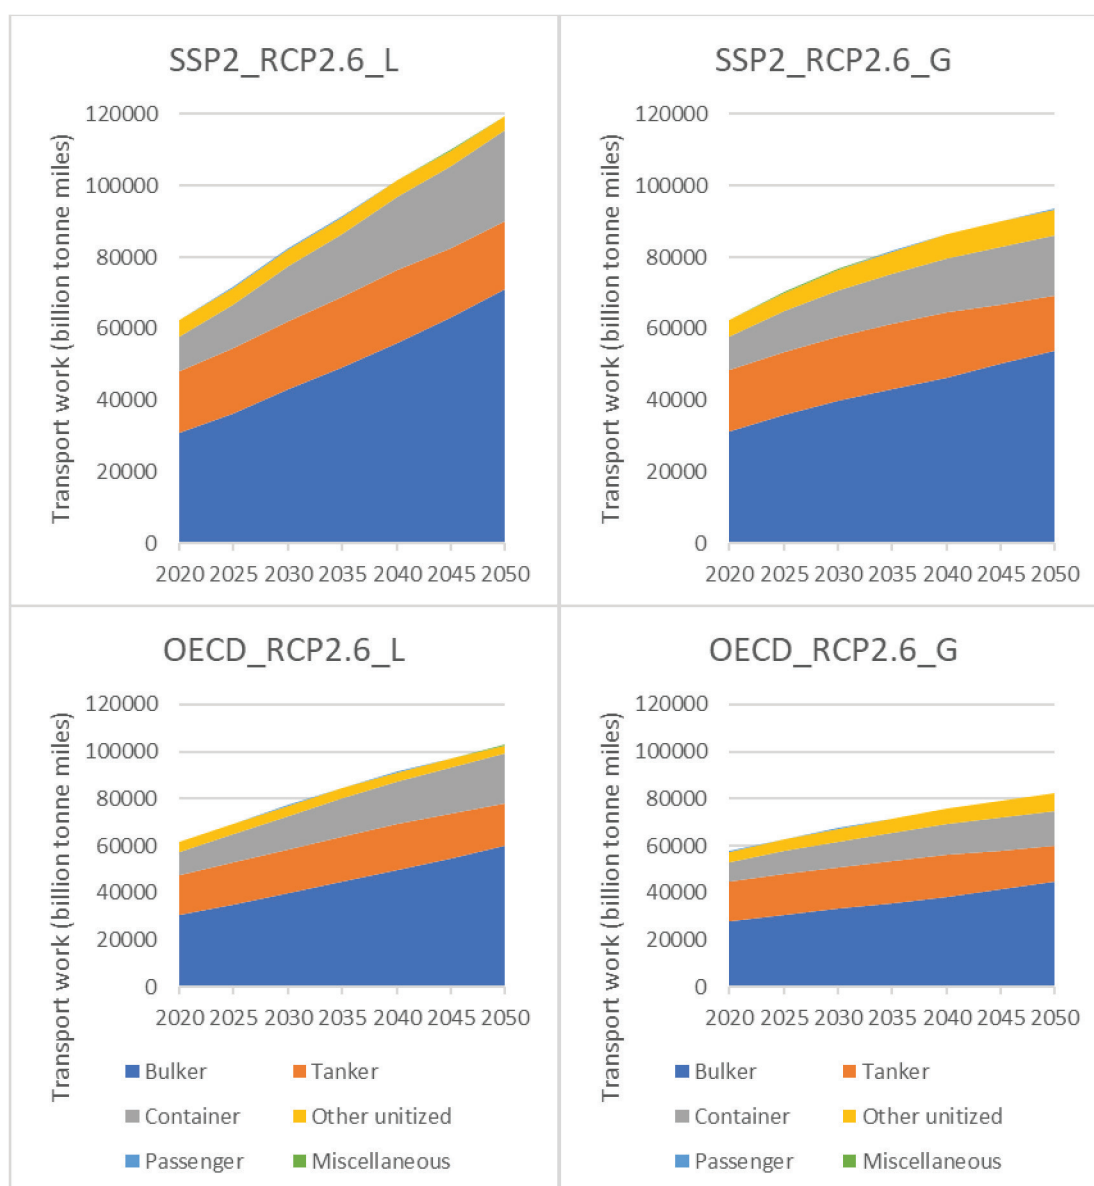 SSP2_RCP2.6_L
Transport work (billion tonne miles)
120000
100000
80000
60000
40000
20000
0
2020 2025 2030 2035 2040 2045 2050
SSP2_RCP2.6_G
Transport work (billion tonne miles)
120000
100000
80000
60000
40000
20000
0
2020 2025 2030 2035 2040 2045 2050
OECD_RCP2.6_L
Transport work (billion tonne miles)
120000
100000
80000
60000
40000
20000
0
2020 2025 2030 2035 2040 2045 2050
Bulker Tanker
Container Other unitized
Passenger Miscellaneous
OECD_RCP2.6_G
Transport work (billion tonne miles)
120000
100000
80000
60000
40000
20000
0
2020 2025 2030 2035 2040 2045 2050
Bulker Tanker
Container Other unitized
Passenger Miscellaneous